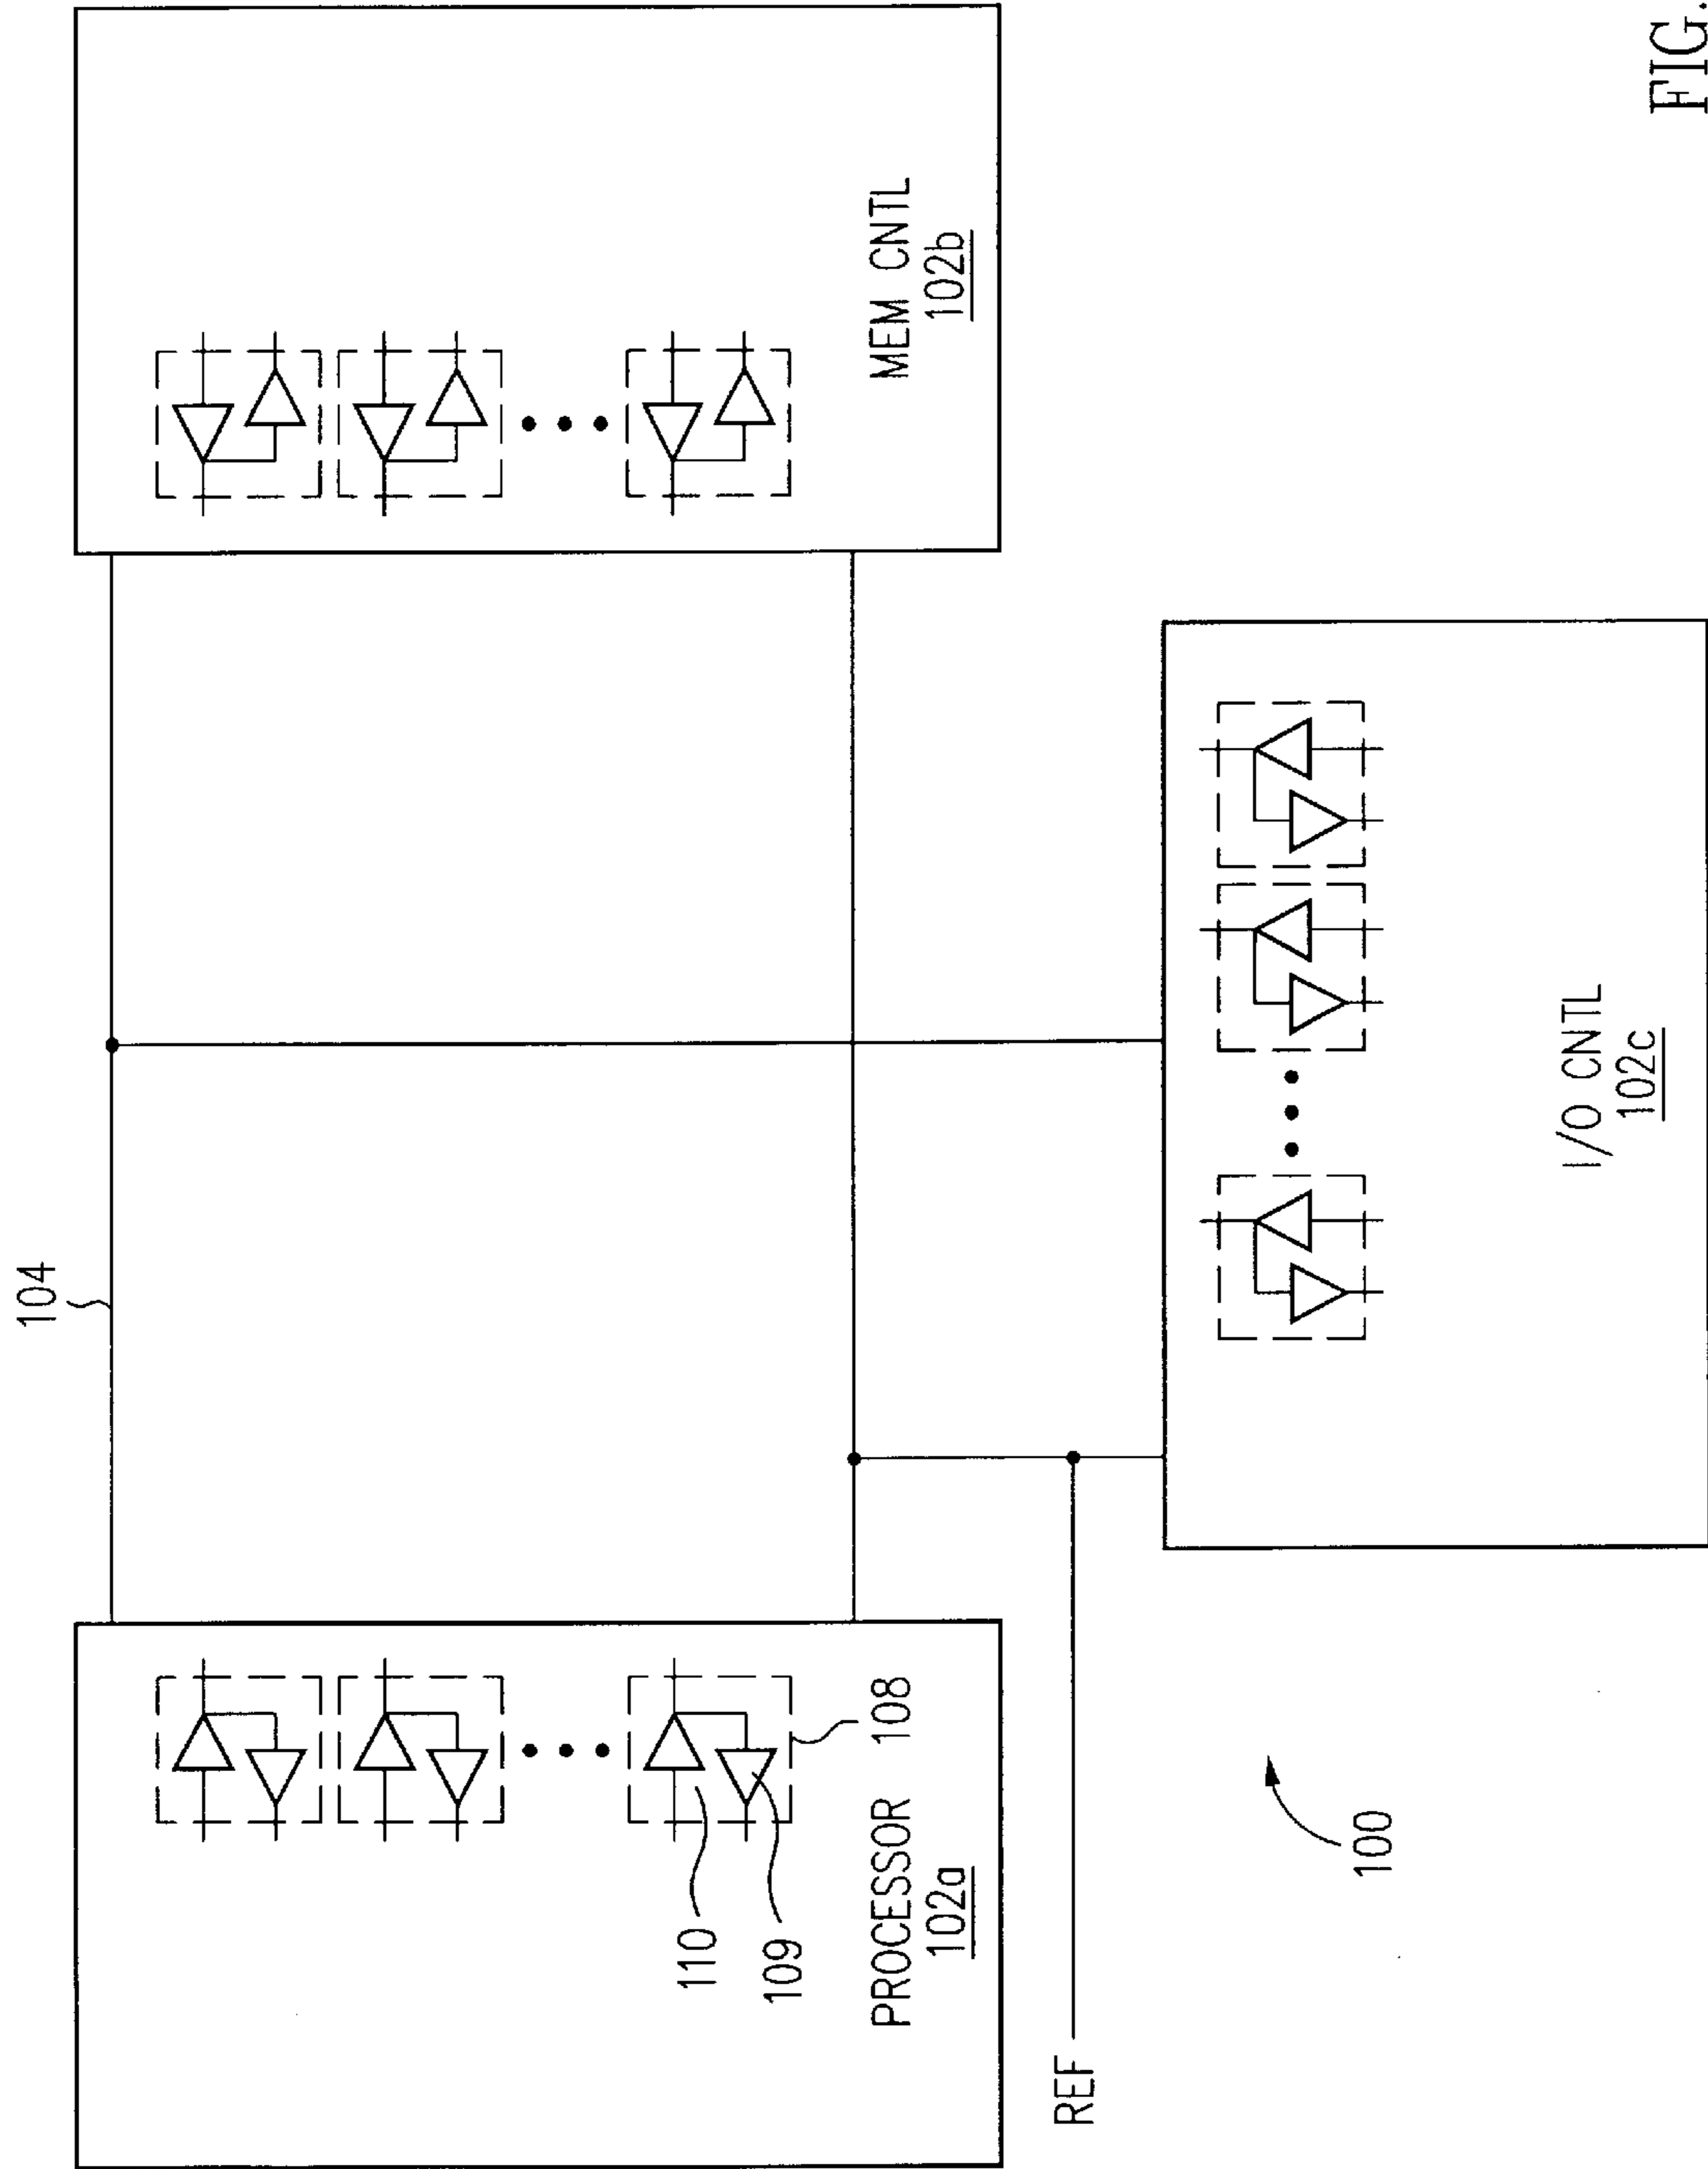 104
PROCESSOR
102a
108
110
109
MEM CNTL
102b
REF
I/O CNTL
102c
100
FIG.